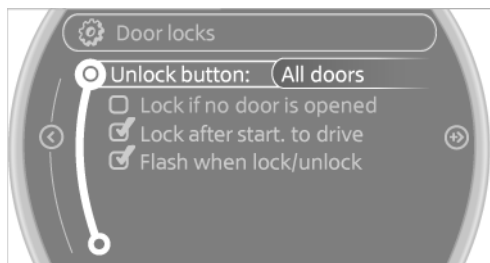 Door locks
Unlock button: All doors
Lock if no door is opened
Lock after start. to drive
Flash when lock/unlock